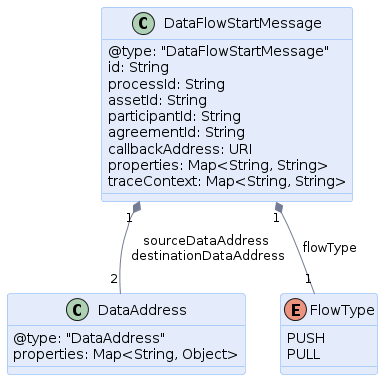 C DataFlowStartMessage
@type: "DataFlowStartMessage"
id: String
processId: String
assetId: String
participantId: String
agreementId: String
callbackAddress: URI
properties: Map<String, String>
traceContext: Map<String, String>
1
1
sourceDataAddress
destinationDataAddress
flowType
2
1
C DataAddress
@type: "DataAddress"
properties: Map<String, Object>
E FlowType
PUSH
PULL